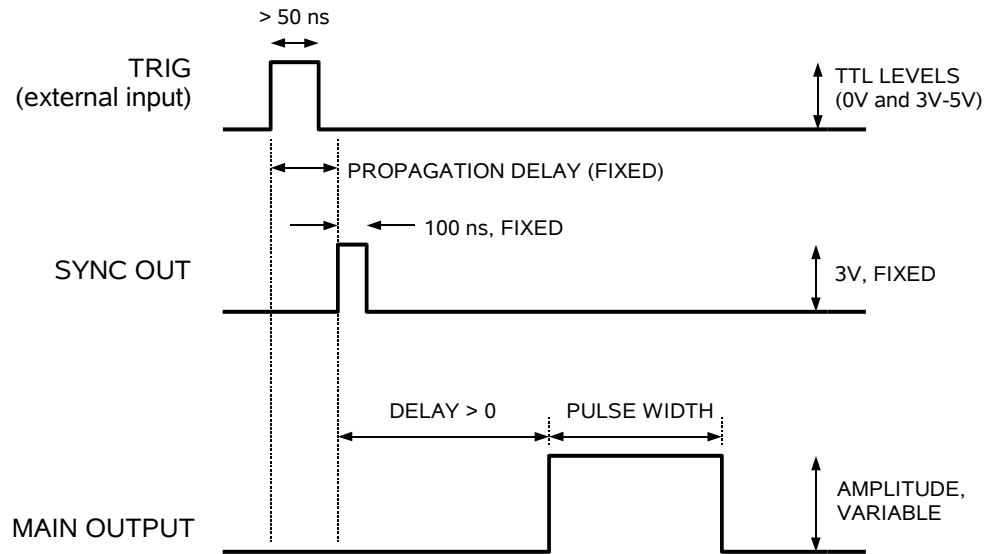 > 50 ns
TRIG
(external input)
TTL LEVELS
(0V and 3V-5V)
PROPAGATION DELAY (FIXED)
100 ns, FIXED
SYNC OUT
3V, FIXED
DELAY > 0
PULSE WIDTH
AMPLITUDE,
VARIABLE
MAIN OUTPUT